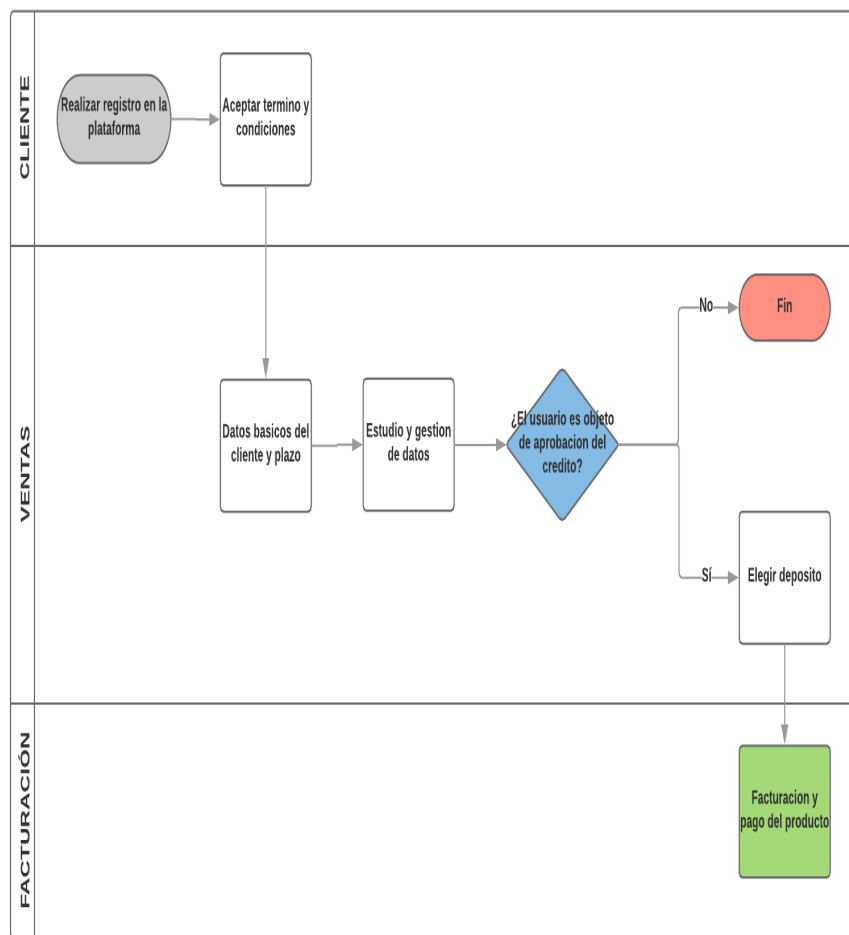 CLIENTE
Realizar registro en la
plataforma
Aceptar termino y
condiciones
VENTAS
Datos basicos del
cliente y plazo
Estudio y gestion
de datos
¿El usuario es objeto
de aprobacion del
credito?
No
Fin
Sí
Elegir deposito
FACTURACIÓN
Facturacion y
pago del producto